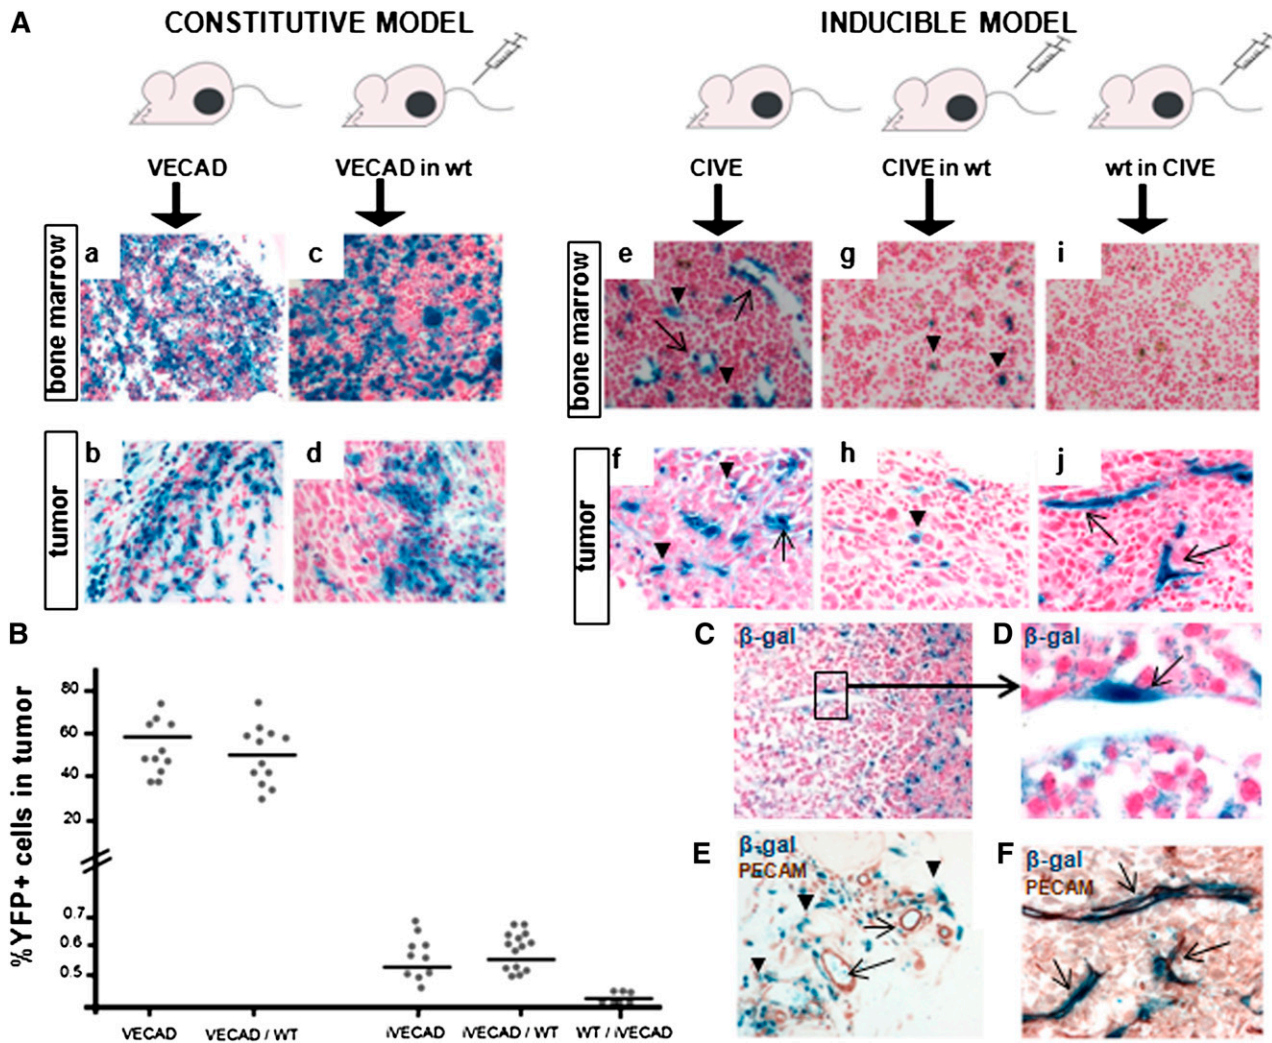 A
CONSTITUTIVE MODEL
INDUCIBLE MODEL
VECAD
VECAD in wt
CIVE
CIVE in wt
wt in CIVE
bone marrow
a
c
bone marrow
e
g
i
tumor
b
d
tumor
f
h
j
B
%YFP+ cells in tumor
80
60
40
20
0.7
0.6
0.5
VECAD
VECAD / WT
iVECAD
iVECAD / WT
WT / iVECAD
C
β-gal
D
β-gal
E
β-gal
PECAM
F
β-gal
PECAM